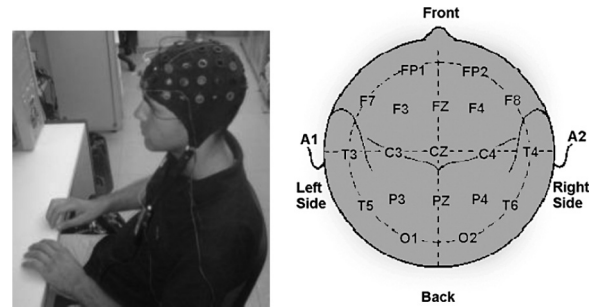 Front
FP1 FP2
F7 F3 FZ F4 F8
A1 A2
T3 C3 CZ C4 T4
Left Side
Right Side
T5 P3 PZ P4 T6
O1 O2
Back